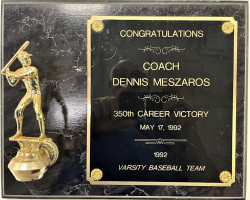 CONGRATULATIONS
COACH
DENNIS MESZAROS
350th CAREER VICTORY
MAY 17, 1992
1992
VARSITY BASEBALL TEAM